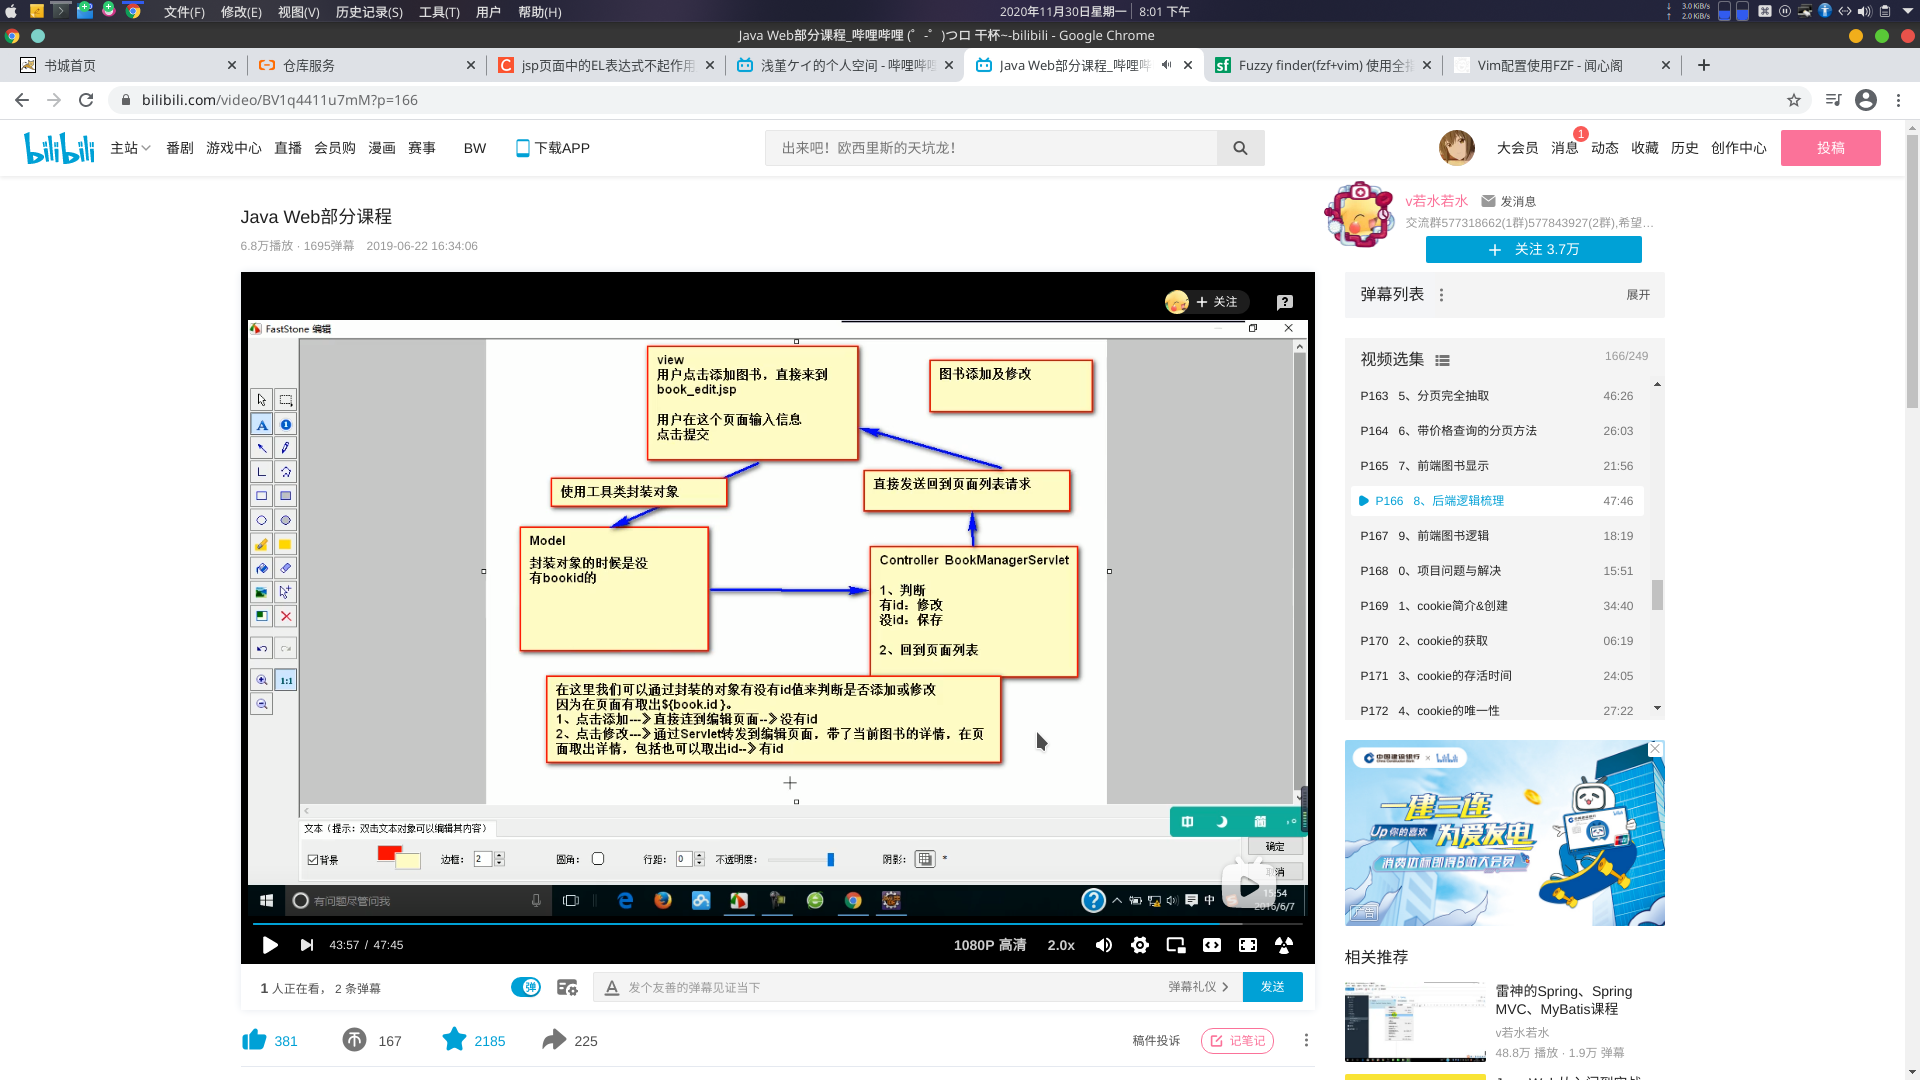 文件(F) 修改(E) 视图(V) 历史记录(S) 工具(T) 用户 帮助(H)
2020年11月30日星期一 8:01 下午
3.0 KiB/s
2.0 KiB/s
Java Web部分课程_哔哩哔哩 (゜-゜)つロ 干杯~-bilibili - Google Chrome
书城首页
仓库服务
jsp页面中的EL表达式不起作用
浅堇ケイ的个人空间 - 哔哩哔哩
Java Web部分课程_哔哩哔
Fuzzy finder(fzf+vim) 使用全指
Vim配置使用FZF - 闻心阁
bilibili.com/video/BV1q4411u7mM?p=166
bilibili 主站 番剧 游戏中心 直播 会员购 漫画 赛事 BW 下载APP
出来吧！欧西里斯的天坑龙！
大会员 消息 1 动态 收藏 历史 创作中心 投稿
Java Web部分课程
6.8万播放 · 1695弹幕 2019-06-22 16:34:06
v若水若水 发消息
交流群577318662(1群)577843927(2群),希望...
+ 关注 3.7万
+ 关注
FastStone 编辑
view
用户点击添加图书，直接来到
book_edit.jsp
用户在这个页面输入信息
点击提交
图书添加及修改
使用工具类封装对象
直接发送回到页面列表请求
Model
封装对象的时候是没
有bookid的
Controller BookManagerServlet
1、判断
有id：修改
没id：保存
2、回到页面列表
在这里我们可以通过封装的对象有没有id值来判断是否添加或修改
因为在页面有取出${book.id }。
1、点击添加---》直接连到编辑页面--》没有id
2、点击修改---》通过Servlet转发到编辑页面，带了当前图书的详情，在页
面取出详情，包括也可以取出id--》有id
1:1
文本（提示：双击文本对象可以编辑其内容）
背景 边框： 2 圆角： 行距： 0 不透明度： 阴影：
确定
取消
有问题尽管问我
中
15:54
2016/6/7
43:57 / 47:45
1080P 高清 2.0x
1 人正在看， 2 条弹幕
弹
发个友善的弹幕见证当下
弹幕礼仪
发送
381 167 2185 225
稿件投诉 记笔记
弹幕列表 展开
视频选集 166/249
P163 5、分页完全抽取 46:26
P164 6、带价格查询的分页方法 26:03
P165 7、前端图书显示 21:56
P166 8、后端逻辑梳理 47:46
P167 9、前端图书逻辑 18:19
P168 0、项目问题与解决 15:51
P169 1、cookie简介&创建 34:40
P170 2、cookie的获取 06:19
P171 3、cookie的存活时间 24:05
P172 4、cookie的唯一性 27:22
中国建设银行 × bilibili
China Construction Bank
一建三连
Up你的喜欢 为爱发电
消费达标即得B站大会员
广告
相关推荐
雷神的Spring、Spring
MVC、MyBatis课程
v若水若水
48.8万 播放 · 1.9万 弹幕